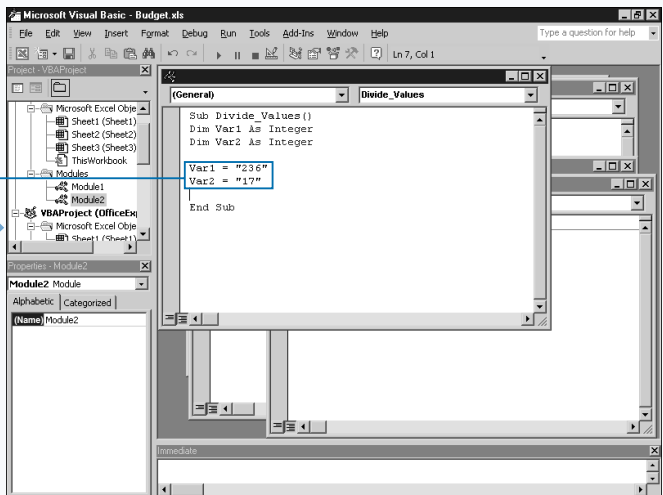 Microsoft Visual Basic - Budget.xls
File Edit View Insert Format Debug Run Tools Add-Ins Window Help Type a question for help
Ln 7, Col 1
Project - VBAProject
Microsoft Excel Obje
Sheet1 (Sheet1)
Sheet2 (Sheet2)
Sheet3 (Sheet3)
ThisWorkbook
Modules
Module1
Module2
VBAProject (OfficeEx
Microsoft Excel Obje
Sheet1 (Sheet1)
Properties - Module2
Module2 Module
Alphabetic Categorized
(Name) Module2
(General) Divide_Values
Sub Divide_Values()
Dim Var1 As Integer
Dim Var2 As Integer
Var1 = "236"
Var2 = "17"
End Sub
Immediate